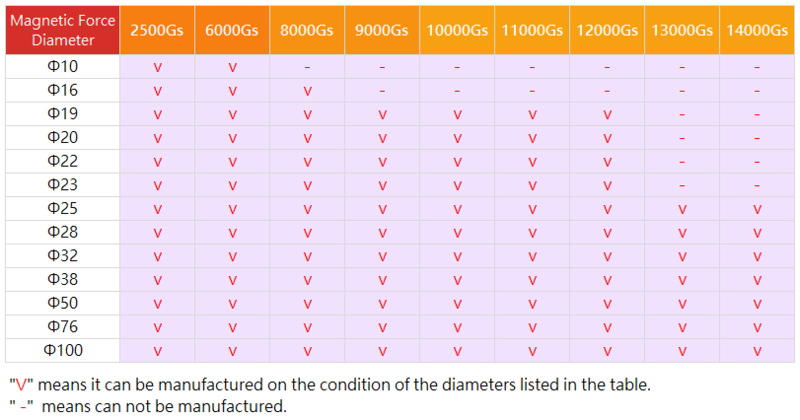 Magnetic Force Diameter 2500Gs 6000Gs 8000Gs 9000Gs 10000Gs 11000Gs 12000Gs 13000Gs 14000Gs
Φ10 V V - - - - - - -
Φ16 V V V - - - - - -
Φ19 V V V V V V V - -
Φ20 V V V V V V V - -
Φ22 V V V V V V V - -
Φ23 V V V V V V V - -
Φ25 V V V V V V V V V
Φ28 V V V V V V V V V
Φ32 V V V V V V V V V
Φ38 V V V V V V V V V
Φ50 V V V V V V V V V
Φ76 V V V V V V V V V
Φ100 V V V V V V V V V
"V" means it can be manufactured on the condition of the diameters listed in the table.
" -" means can not be manufactured.